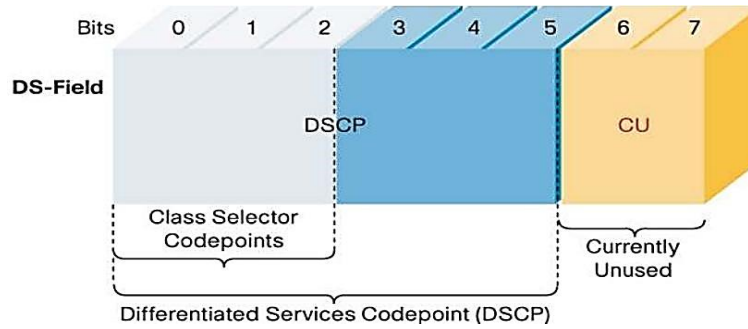 Bits 0 1 2 3 4 5 6 7
DS-Field
DSCP CU
Class Selector
Codepoints
Currently
Unused
Differentiated Services Codepoint (DSCP)